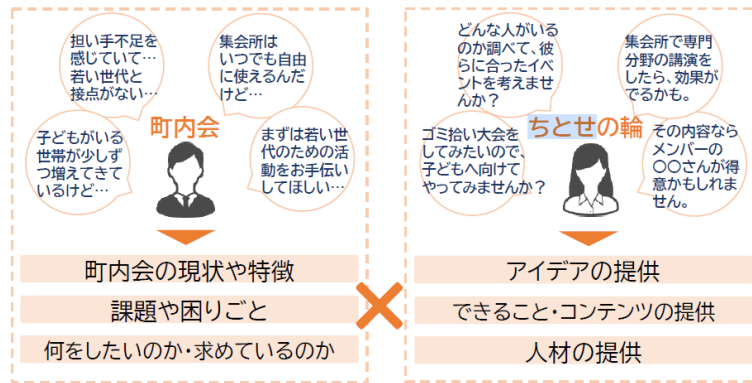 担い手不足を
感じていて…
若い世代と
接点がない…
集会所は
いつでも自由
に使えるんだ
けど…
子どもがいる
世帯が少しず
つ増えてきて
いるけど…
町内会
まずは若い世
代のための活
動をお手伝い
してほしい…
町内会の現状や特徴
課題や困りごと
何をしたいのか・求めているのか
どんな人がいる
のか調べて、彼
らに合ったイベ
ントを考えませ
んか？
集会所で専門
分野の講演を
したら、効果が
でるかも。
ゴミ拾い大会を
してみたいので、
子どもへ向けて
やってみませんか？
ちとせの輪
その内容なら
メンバーの
〇〇さんが得
意かもしれま
せん。
アイデアの提供
できること・コンテンツの提供
人材の提供